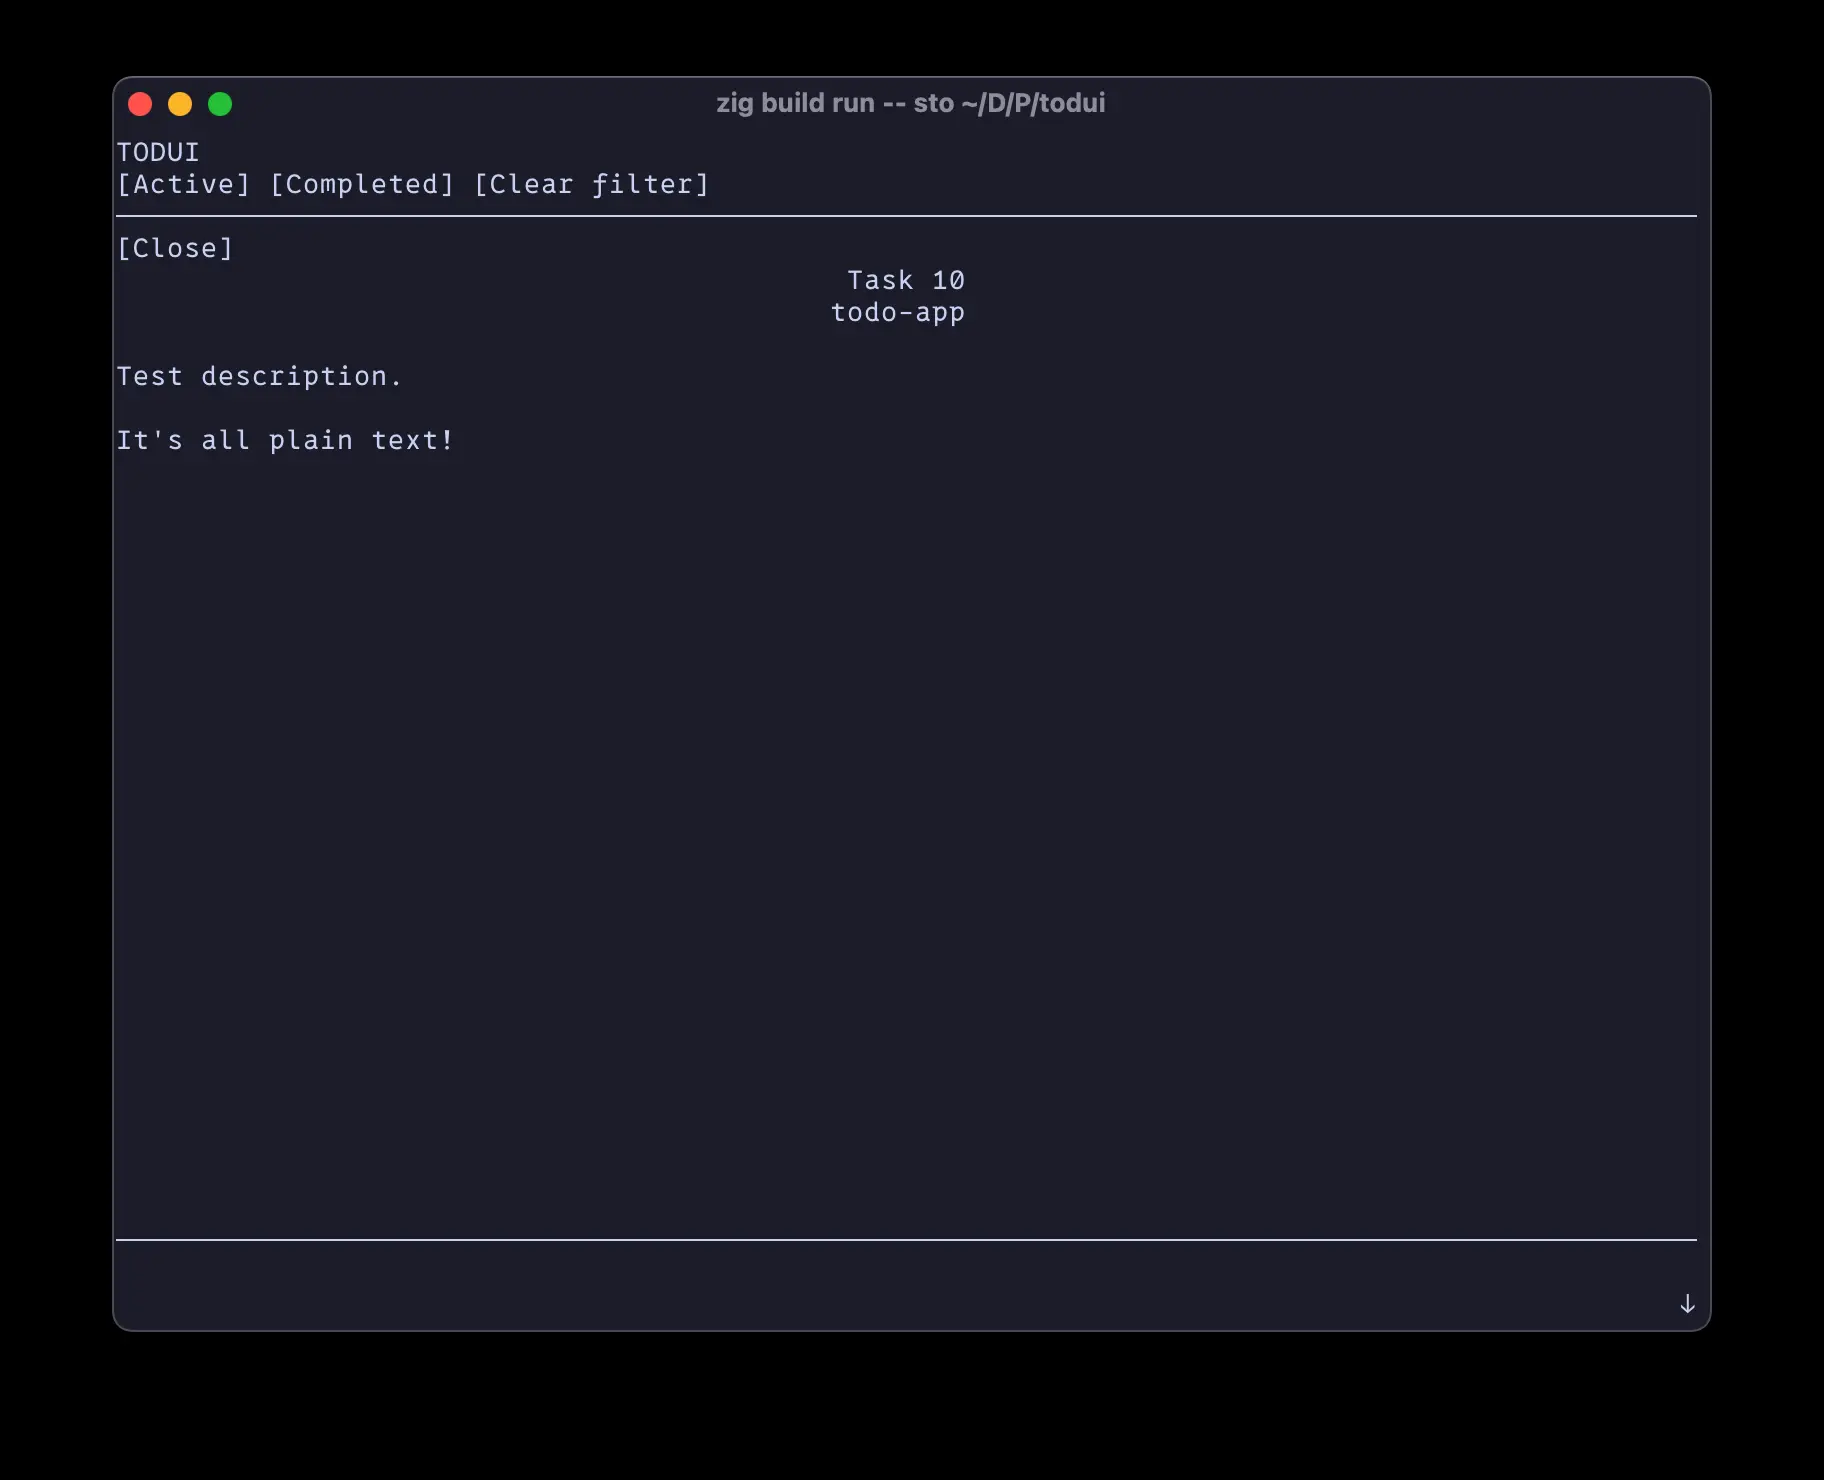 zig build run -- sto ~/D/P/todui
TODUI
[Active] [Completed] [Clear filter]
[Close]
Task 10
todo-app
Test description.
It's all plain text!
↓